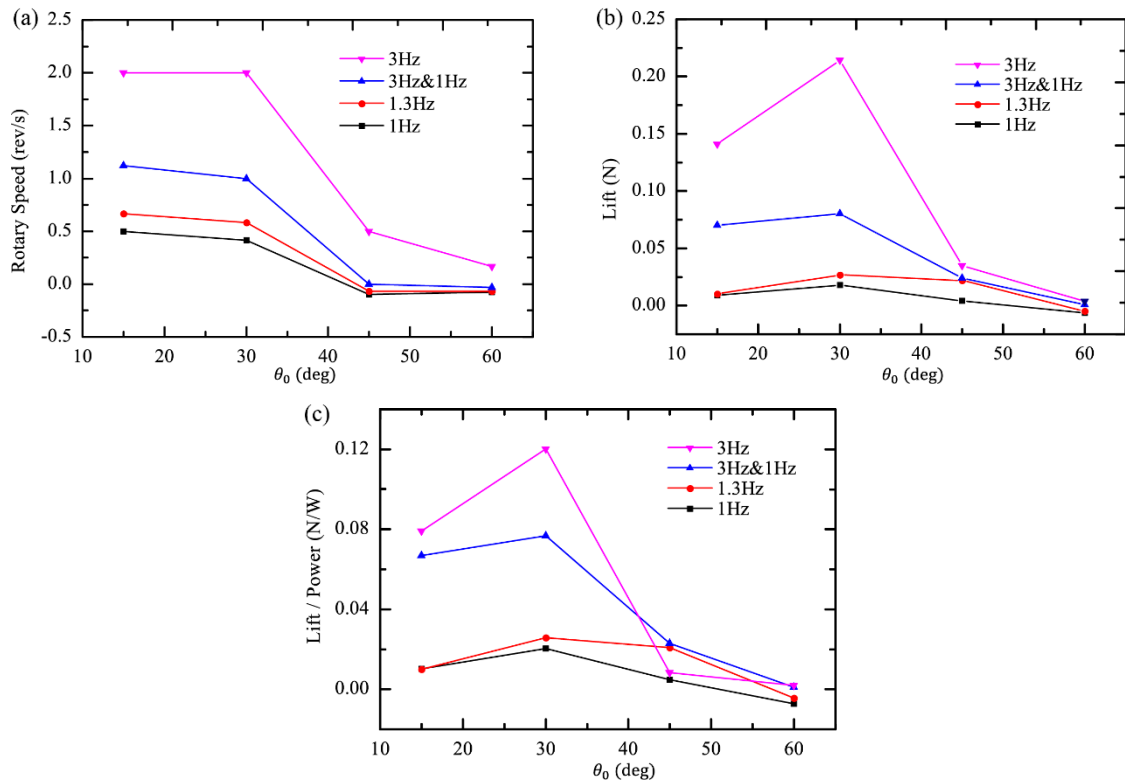 (a)
3Hz
3Hz&1Hz
1.3Hz
1Hz
Rotary Speed (rev/s)
2.0
1.5
1.0
0.5
0.0
-0.5
10 20 30 40 50 60
θ₀ (deg)
(b)
3Hz
3Hz&1Hz
1.3Hz
1Hz
Lift (N)
0.25
0.20
0.15
0.10
0.05
0.00
10 20 30 40 50 60
θ₀ (deg)
(c)
3Hz
3Hz&1Hz
1.3Hz
1Hz
Lift / Power (N/W)
0.12
0.08
0.04
0.00
10 20 30 40 50 60
θ₀ (deg)